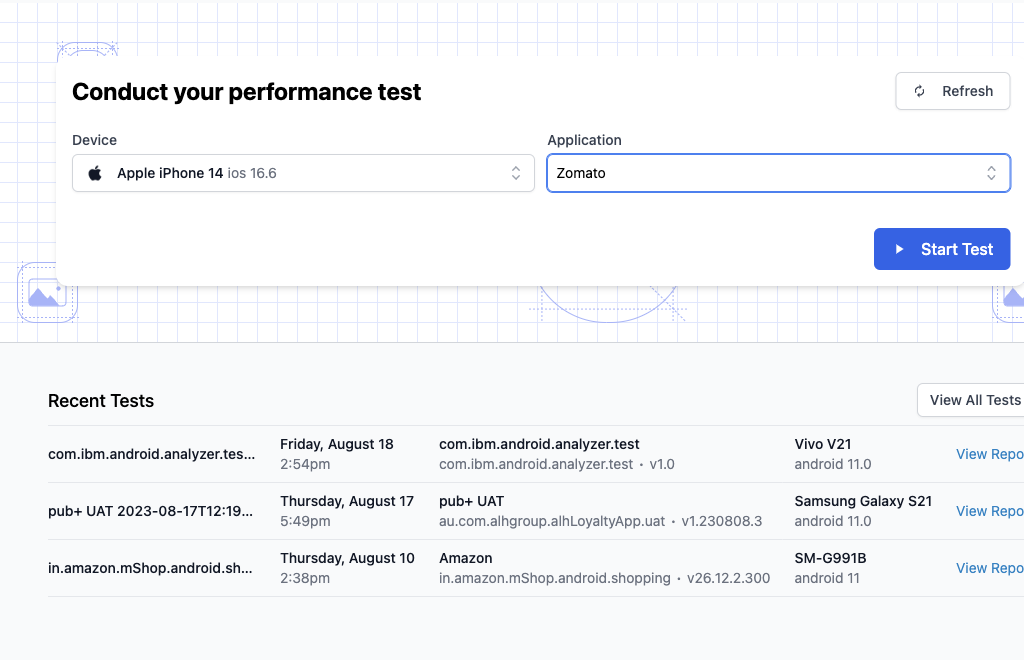 Conduct your performance test
Refresh
Device
Application
Apple iPhone 14 ios 16.6
Zomato
Start Test
Recent Tests
View All Tests
com.ibm.android.analyzer.tes...
Friday, August 18
2:54pm
com.ibm.android.analyzer.test
com.ibm.android.analyzer.test • v1.0
Vivo V21
android 11.0
View Repo
pub+ UAT 2023-08-17T12:19...
Thursday, August 17
5:49pm
pub+ UAT
au.com.alhgroup.alhLoyaltyApp.uat • v1.230808.3
Samsung Galaxy S21
android 11.0
View Repo
in.amazon.mShop.android.sh...
Thursday, August 10
2:38pm
Amazon
in.amazon.mShop.android.shopping • v26.12.2.300
SM-G991B
android 11
View Repo